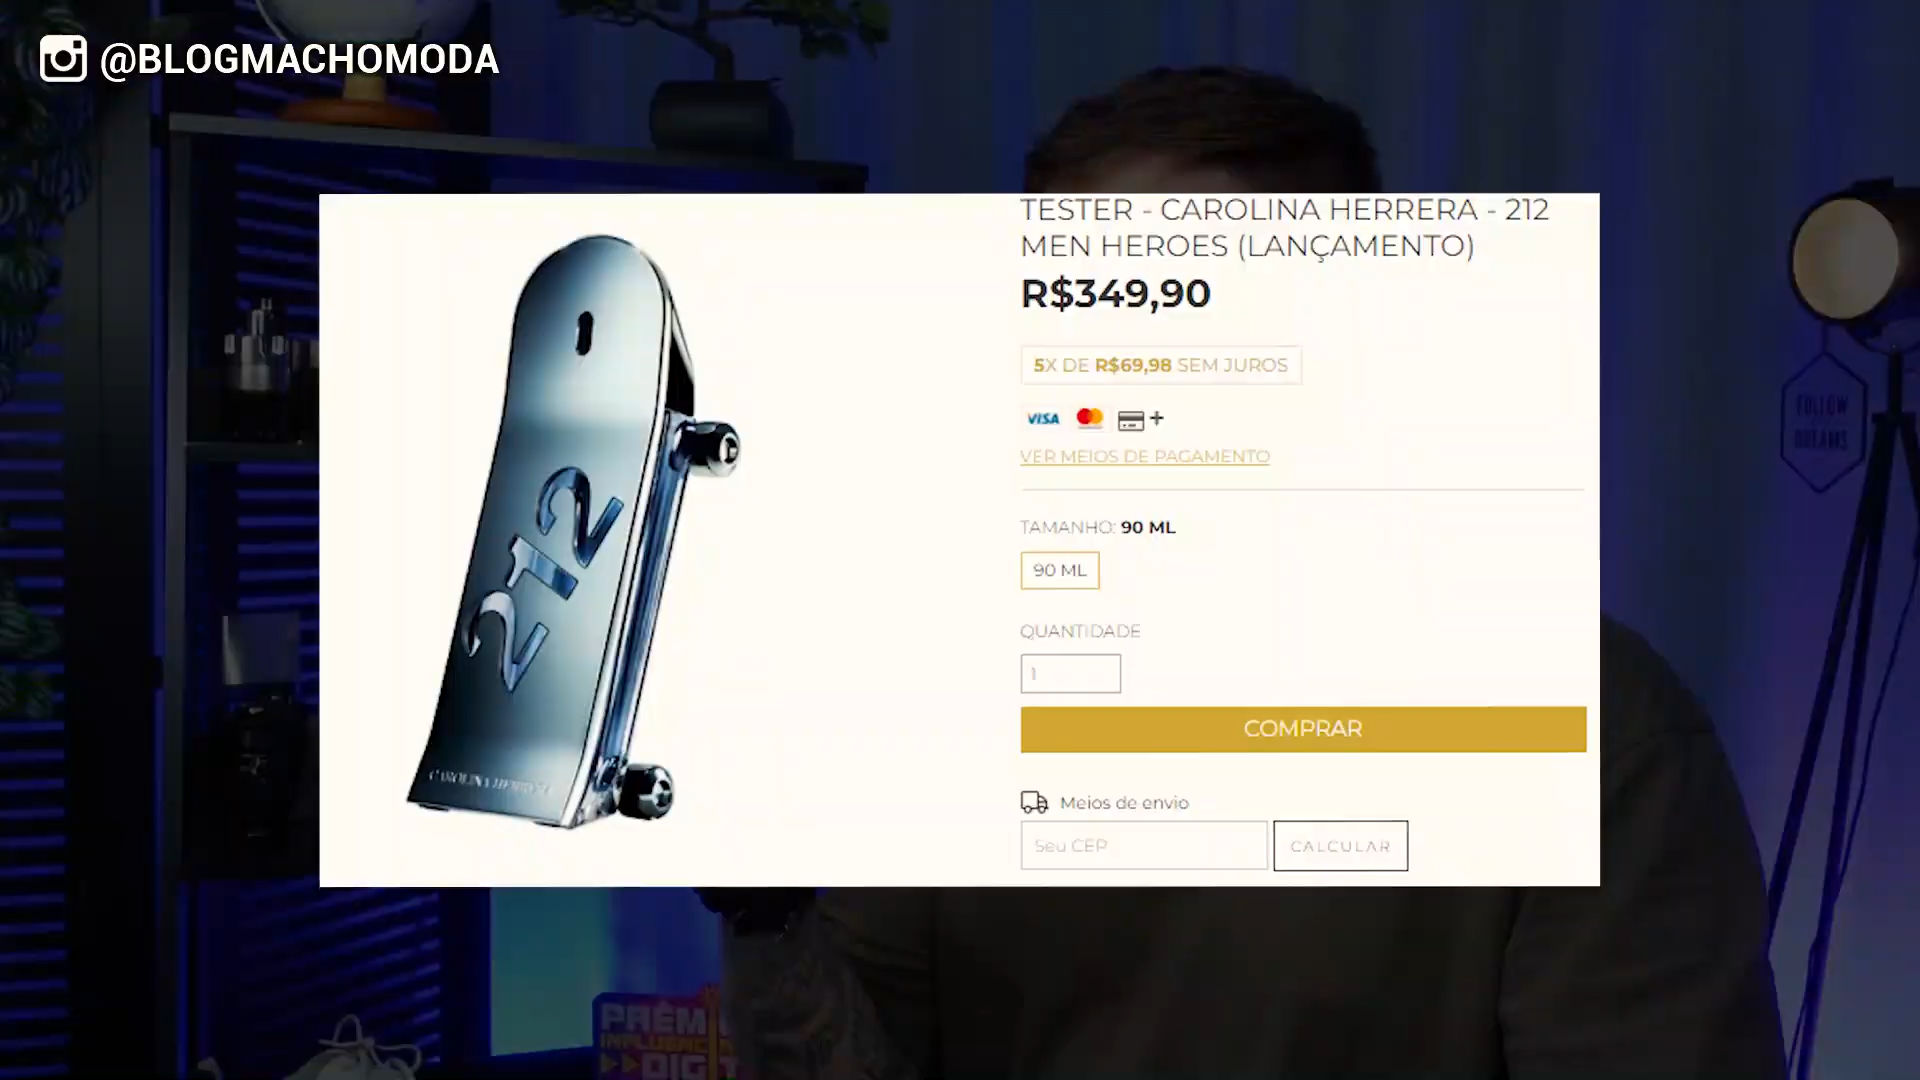 @BLOGMACHOMODA
TESTER - CAROLINA HERRERA - 212
MEN HEROES (LANÇAMENTO)
R$349,90
5X DE R$69,98 SEM JUROS
VISA
VER MEIOS DE PAGAMENTO
TAMANHO: 90 ML
90 ML
QUANTIDADE
1
COMPRAR
Meios de envio
Seu CEP
CALCULAR
212
CAROLINA HERRERA
FOLLOW
DREAMS